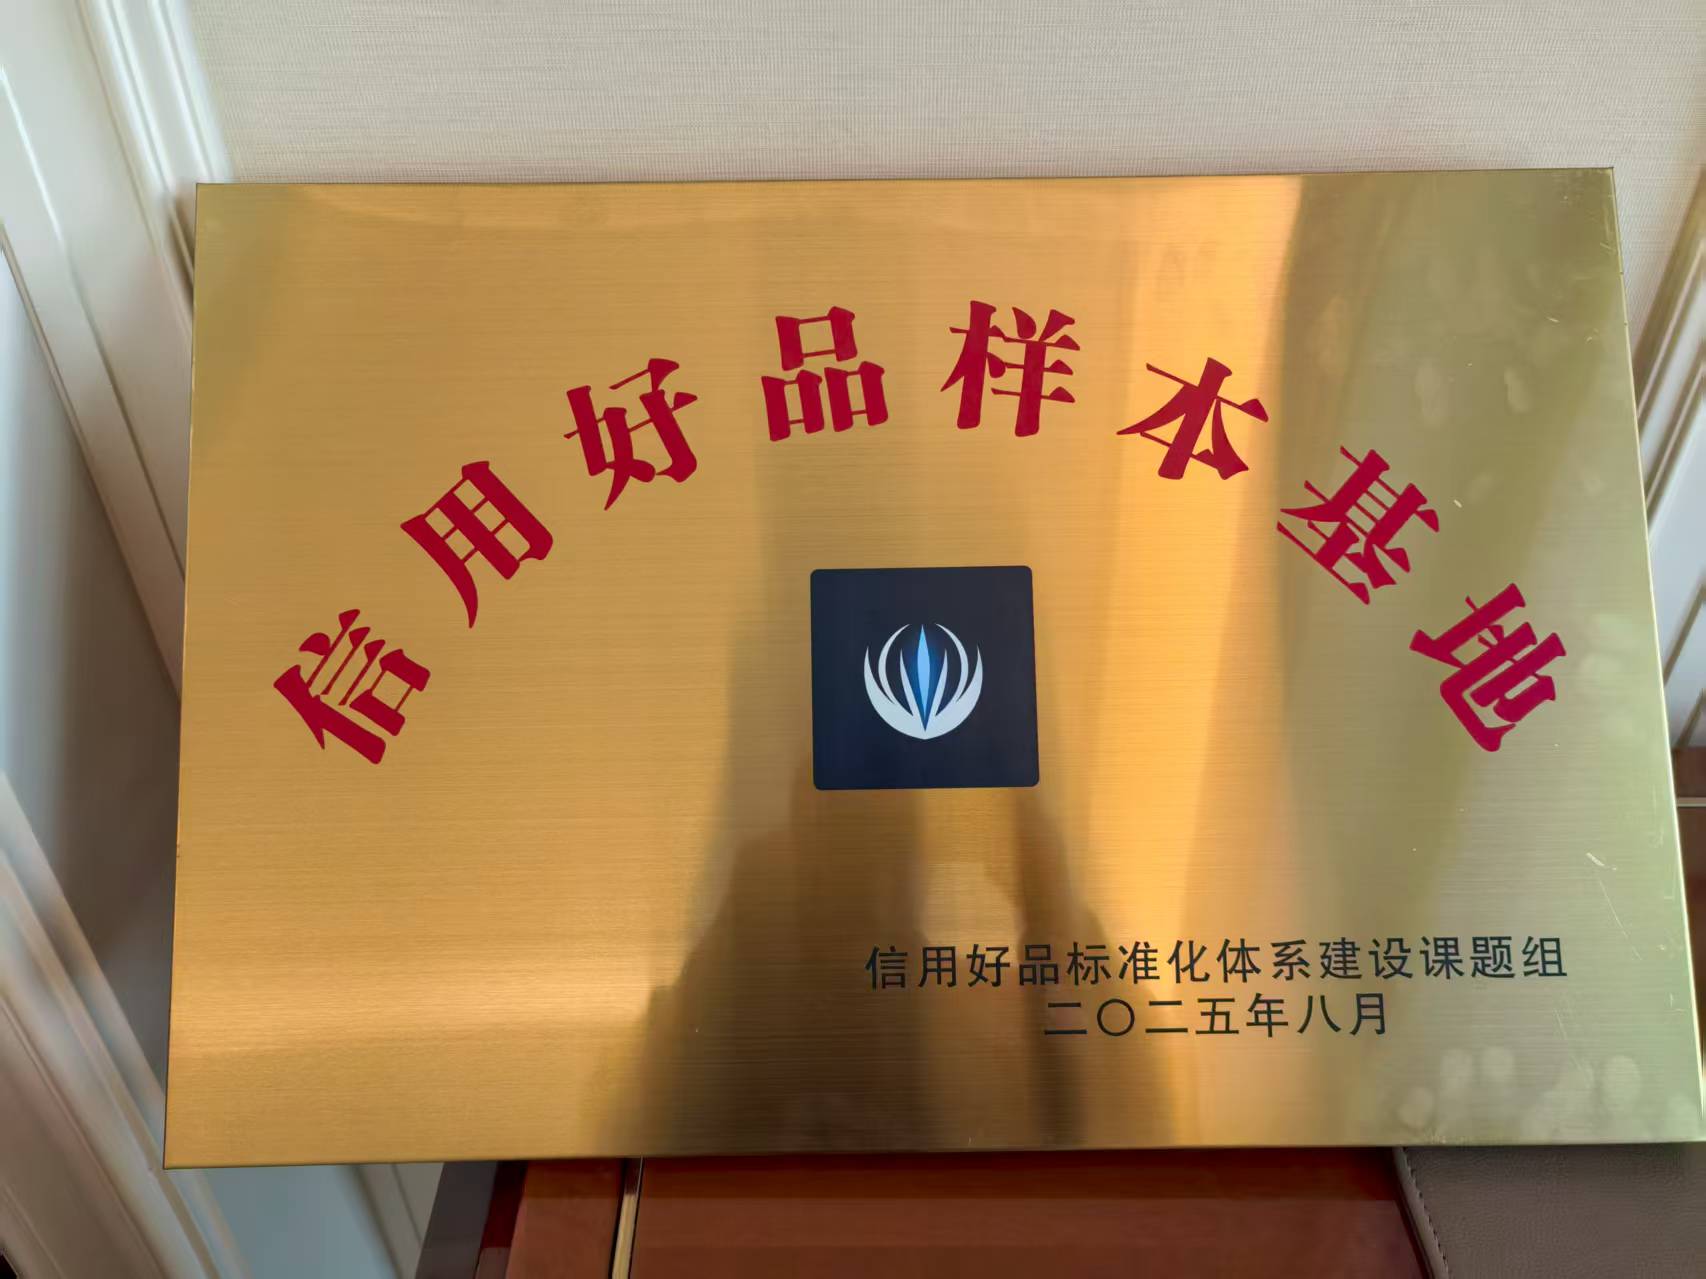 信用好品样本基地
信用好品标准化体系建设课题组
二〇二五年八月